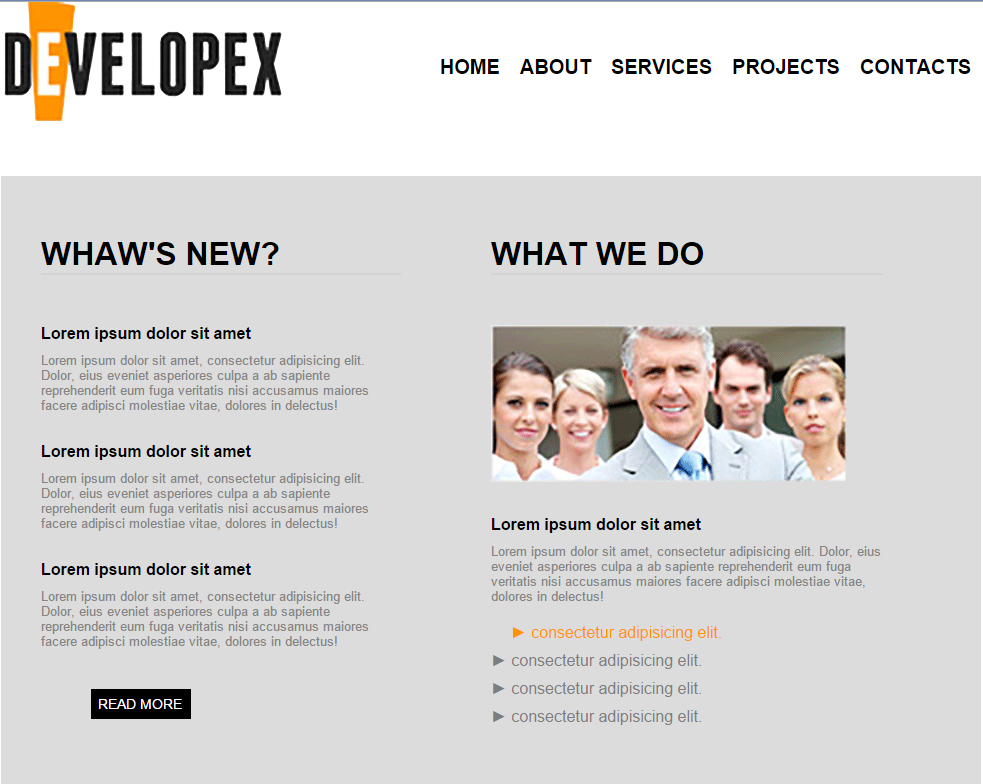 DEVELOPEX
HOME ABOUT SERVICES PROJECTS CONTACTS
WHAW'S NEW?
Lorem ipsum dolor sit amet
Lorem ipsum dolor sit amet, consectetur adipisicing elit.
Dolor, eius eveniet asperiores culpa a ab sapiente
reprehenderit eum fuga veritatis nisi accusamus maiores
facere adipisci molestiae vitae, dolores in delectus!
Lorem ipsum dolor sit amet
Lorem ipsum dolor sit amet, consectetur adipisicing elit.
Dolor, eius eveniet asperiores culpa a ab sapiente
reprehenderit eum fuga veritatis nisi accusamus maiores
facere adipisci molestiae vitae, dolores in delectus!
Lorem ipsum dolor sit amet
Lorem ipsum dolor sit amet, consectetur adipisicing elit.
Dolor, eius eveniet asperiores culpa a ab sapiente
reprehenderit eum fuga veritatis nisi accusamus maiores
facere adipisci molestiae vitae, dolores in delectus!
READ MORE
WHAT WE DO
Lorem ipsum dolor sit amet
Lorem ipsum dolor sit amet, consectetur adipisicing elit. Dolor, eius
eveniet asperiores culpa a ab sapiente reprehenderit eum fuga
veritatis nisi accusamus maiores facere adipisci molestiae vitae,
dolores in delectus!
► consectetur adipisicing elit.
► consectetur adipisicing elit.
► consectetur adipisicing elit.
► consectetur adipisicing elit.